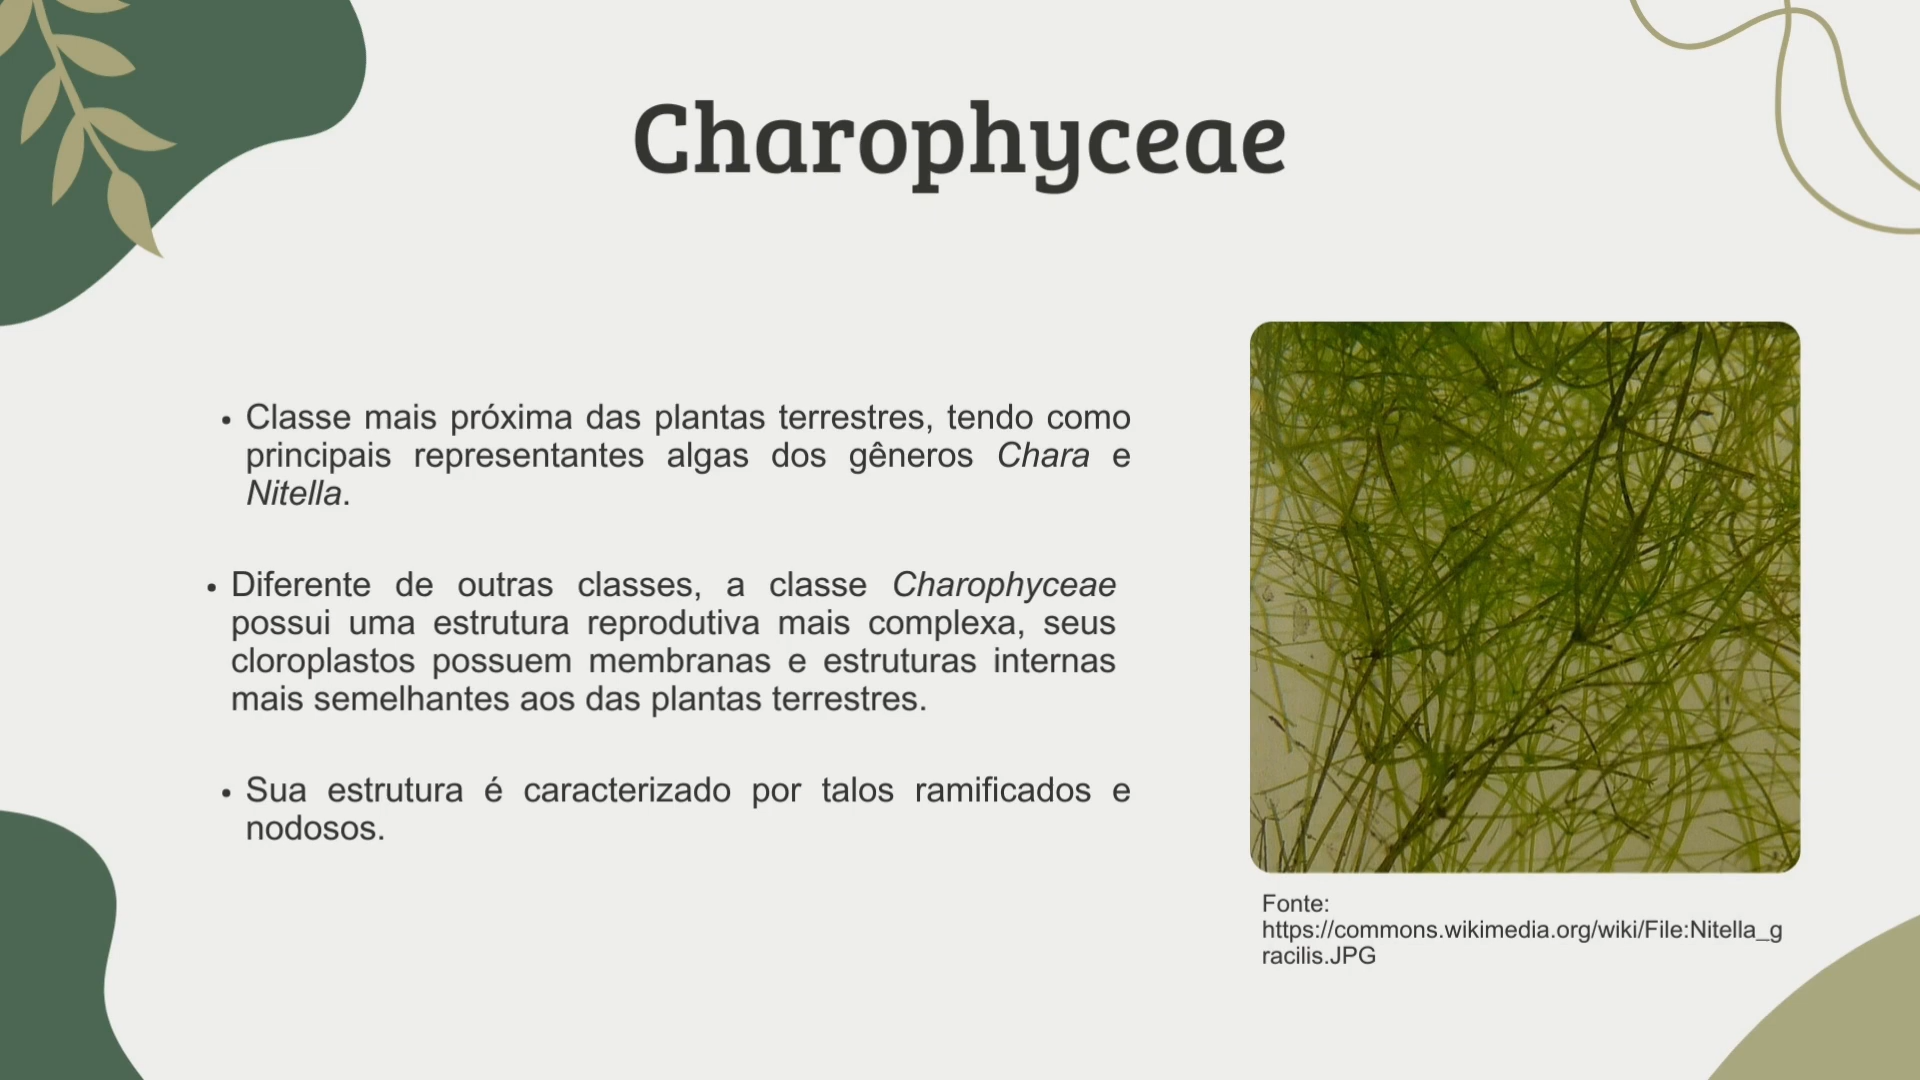 Charophyceae
• Classe mais próxima das plantas terrestres, tendo como
principais representantes algas dos gêneros Chara e
Nitella.
• Diferente de outras classes, a classe Charophyceae
possui uma estrutura reprodutiva mais complexa, seus
cloroplastos possuem membranas e estruturas internas
mais semelhantes aos das plantas terrestres.
• Sua estrutura é caracterizado por talos ramificados e
nodosos.
Fonte:
https://commons.wikimedia.org/wiki/File:Nitella_g
racilis.JPG